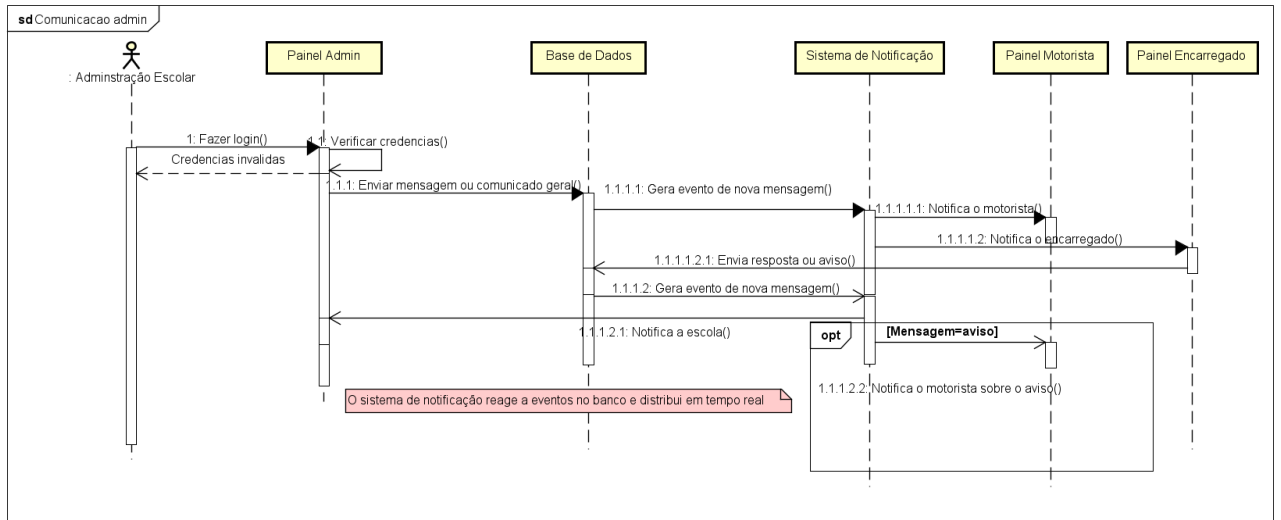 sd Comunicacao admin
: Adminstração Escolar
Painel Admin
Base de Dados
Sistema de Notificação
Painel Motorista
Painel Encarregado
1: Fazer login()
1.1: Verificar credencias()
Credencias invalidas
1.1.1: Enviar mensagem ou comunicado geral()
1.1.1.1: Gera evento de nova mensagem()
1.1.1.1.1: Notifica o motorista()
1.1.1.1.2: Notifica o encarregado()
1.1.1.1.2.1: Envia resposta ou aviso()
1.1.1.2: Gera evento de nova mensagem()
1.1.1.2.1: Notifica a escola()
opt
[Mensagem=aviso]
1.1.1.2.2: Notifica o motorista sobre o aviso()
O sistema de notificação reage a eventos no banco e distribui em tempo real